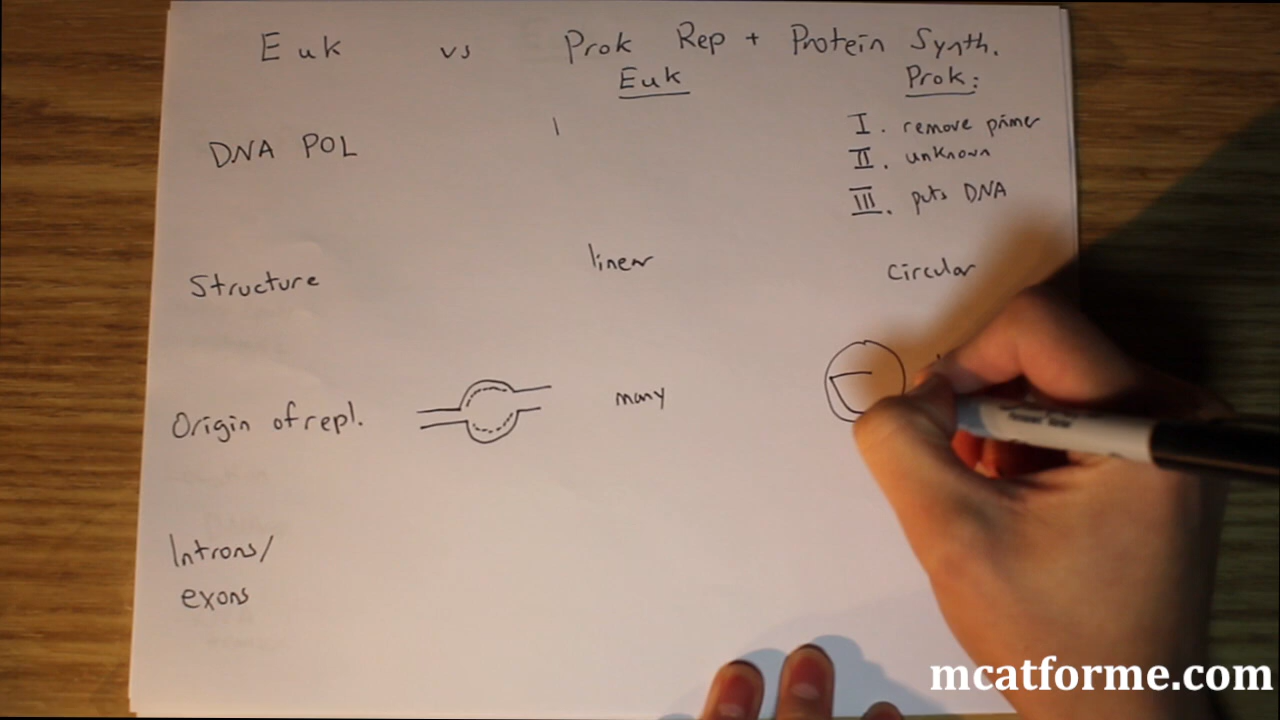 Euk vs Prok Rep + Protein Synth.
Euk Prok:
DNA POL
I. remove primer
II. unknown
III. puts DNA
Structure linear circular
Origin of repl. many
Introns/
exons
mcatforme.com